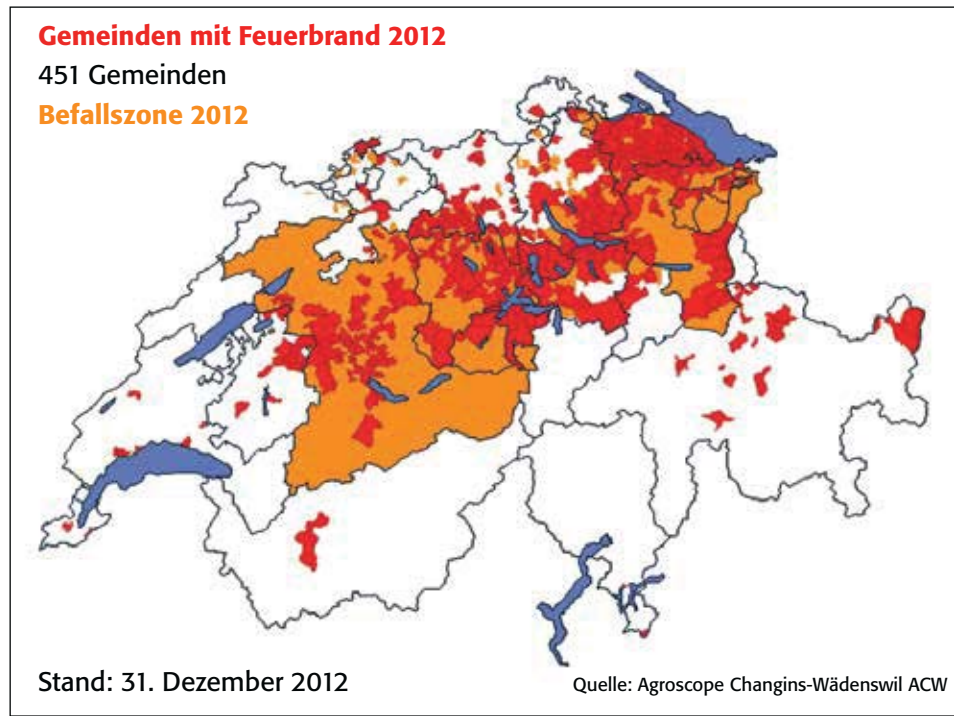 Gemeinden mit Feuerbrand 2012
451 Gemeinden
Befallszone 2012
Stand: 31. Dezember 2012
Quelle: Agroscope Changins-Wädenswil ACW